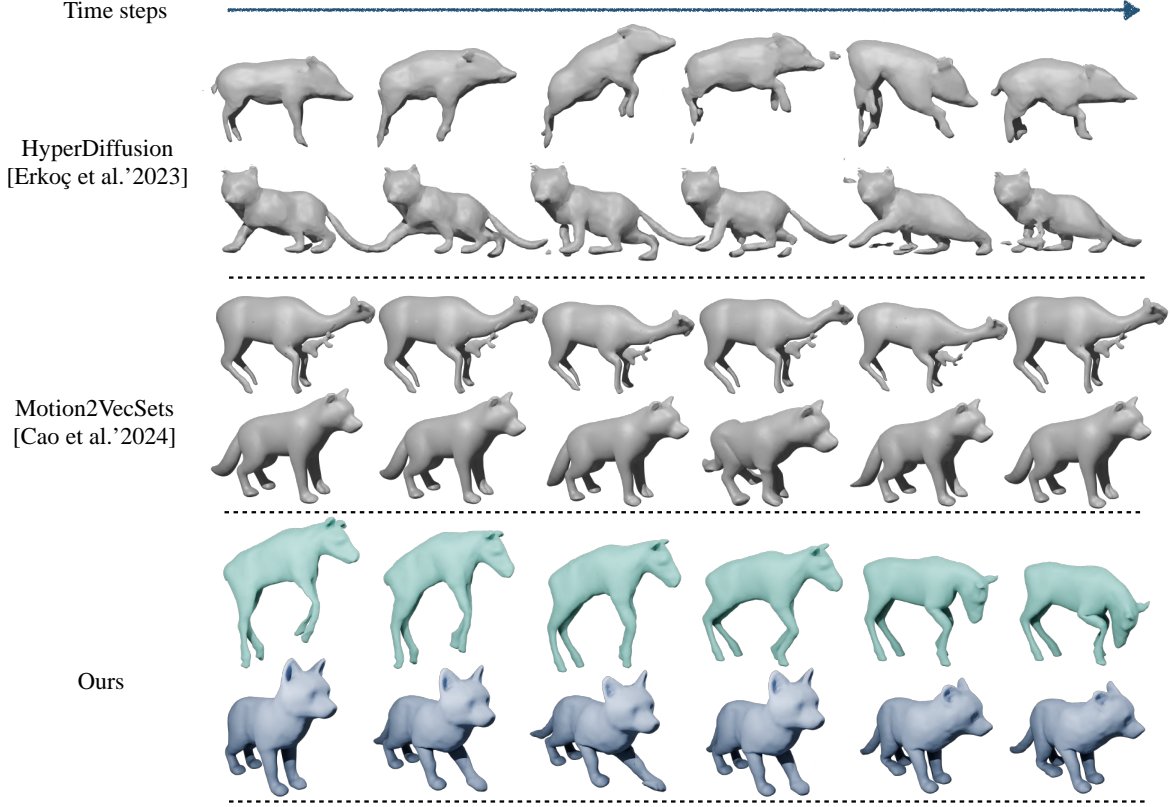 Time steps
HyperDiffusion
[Erkoç et al.’2023]
Motion2VecSets
[Cao et al.’2024]
Ours